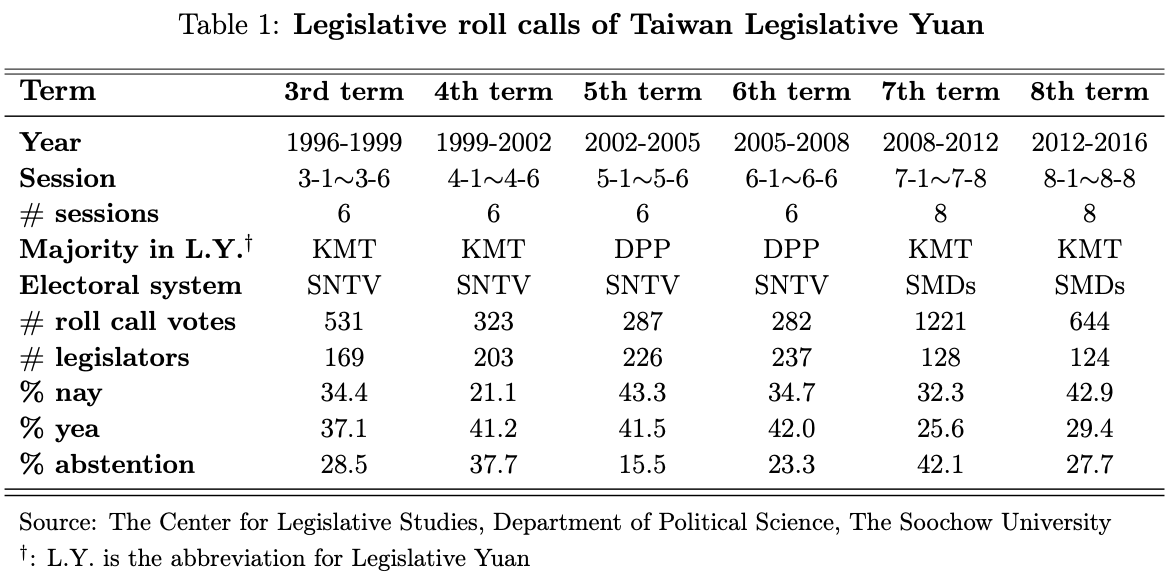 Table 1: Legislative roll calls of Taiwan Legislative Yuan
Term 3rd term 4th term 5th term 6th term 7th term 8th term
Year 1996-1999 1999-2002 2002-2005 2005-2008 2008-2012 2012-2016
Session 3-1∼3-6 4-1∼4-6 5-1∼5-6 6-1∼6-6 7-1∼7-8 8-1∼8-8
# sessions 6 6 6 6 8 8
Majority in L.Y.† KMT KMT DPP DPP KMT KMT
Electoral system SNTV SNTV SNTV SNTV SMDs SMDs
# roll call votes 531 323 287 282 1221 644
# legislators 169 203 226 237 128 124
% nay 34.4 21.1 43.3 34.7 32.3 42.9
% yea 37.1 41.2 41.5 42.0 25.6 29.4
% abstention 28.5 37.7 15.5 23.3 42.1 27.7
Source: The Center for Legislative Studies, Department of Political Science, The Soochow University
†: L.Y. is the abbreviation for Legislative Yuan